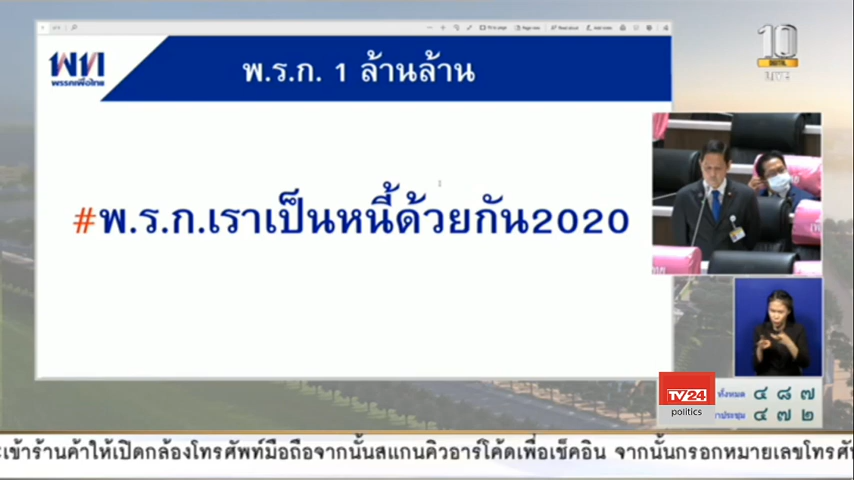 พท
พรรคเพื่อไทย
พ.ร.ก. 1 ล้านล้าน
#พ.ร.ก.เราเป็นหนี้ด้วยกัน2020
10
DIGITAL
LIVE
TV24
politics
ทั้งหมด ๔ ๘ ๗
๔ ๗ ๒
เข้าร้านค้าให้เปิดกล้องโทรศัพท์มือถือจากนั้นสแกนคิวอาร์โค้ดเพื่อเช็คอิน จากนั้นกรอกหมายเลขโทรศั